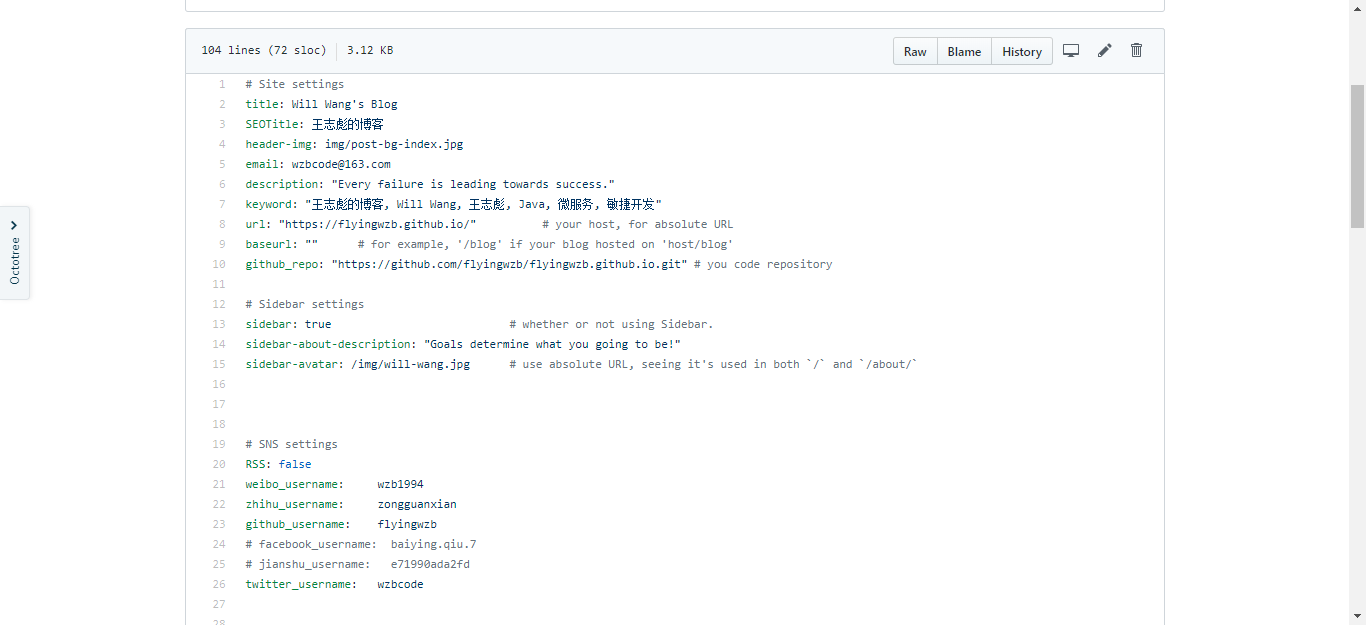 104 lines (72 sloc) 3.12 KB Raw Blame History
1 # Site settings
2 title: Will Wang's Blog
3 SEOTitle: 王志彪的博客
4 header-img: img/post-bg-index.jpg
5 email: wzbcode@163.com
6 description: "Every failure is leading towards success."
7 keyword: "王志彪的博客, Will Wang, 王志彪, Java, 微服务, 敏捷开发"
8 url: "https://flyingwzb.github.io/" # your host, for absolute URL
9 baseurl: "" # for example, '/blog' if your blog hosted on 'host/blog'
10 github_repo: "https://github.com/flyingwzb/flyingwzb.github.io.git" # you code repository
11
12 # Sidebar settings
13 sidebar: true # whether or not using Sidebar.
14 sidebar-about-description: "Goals determine what you going to be!"
15 sidebar-avatar: /img/will-wang.jpg # use absolute URL, seeing it's used in both `/` and `/about/`
16
17
18
19 # SNS settings
20 RSS: false
21 weibo_username: wzb1994
22 zhihu_username: zongguanxian
23 github_username: flyingwzb
24 # facebook_username: baiying.qiu.7
25 # jianshu_username: e71990ada2fd
26 twitter_username: wzbcode
27
28
Octotree